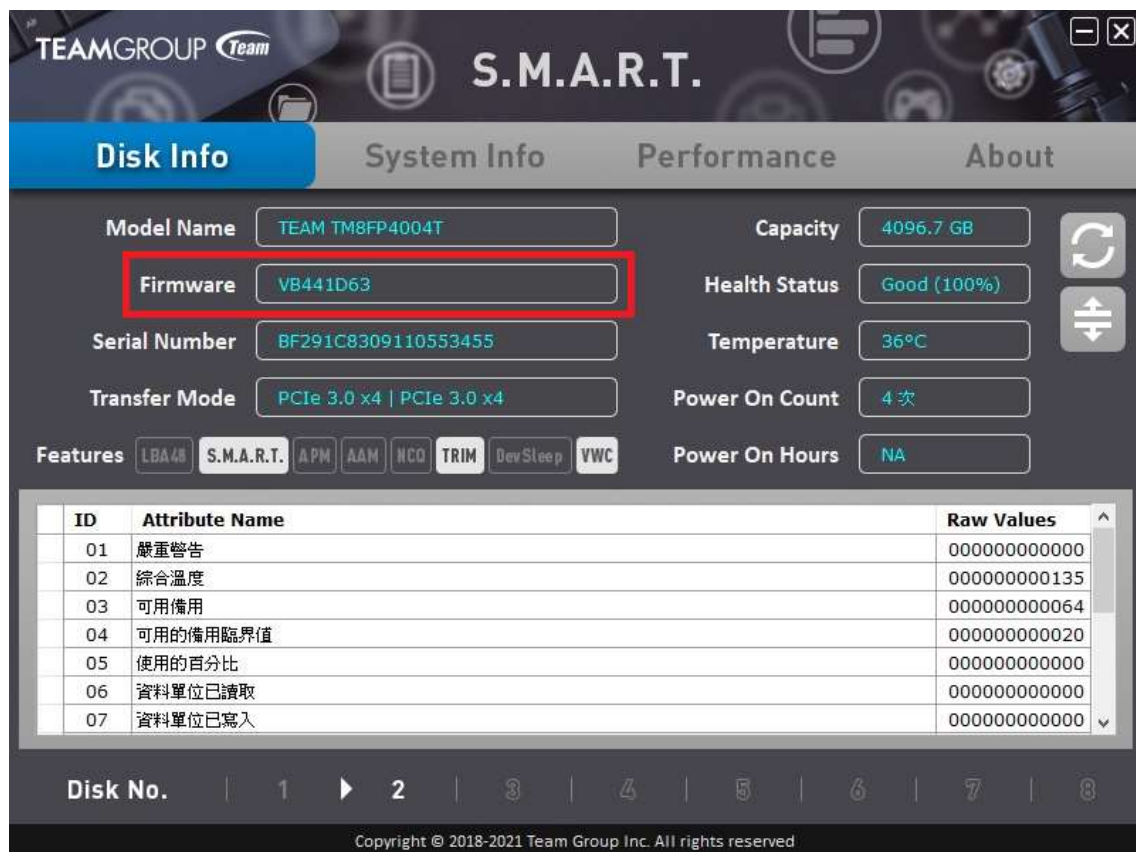 TEAMGROUP Team
S.M.A.R.T.
Disk Info System Info Performance About
Model Name TEAM TM8FP4004T Capacity 4096.7 GB
Firmware VB441D63 Health Status Good (100%)
Serial Number BF291C8309110553455 Temperature 36°C
Transfer Mode PCIe 3.0 x4 | PCIe 3.0 x4 Power On Count 4 次
Features LBA48 S.M.A.R.T. APM AAM NCQ TRIM DevSleep VWC Power On Hours NA
ID Attribute Name Raw Values
01 嚴重警告 000000000000
02 綜合溫度 000000000135
03 可用備用 000000000064
04 可用的備用臨界值 000000000020
05 使用的百分比 000000000000
06 資料單位已讀取 000000000000
07 資料單位已寫入 000000000000
Disk No. | 1 2 | 3 | 4 | 5 | 6 | 7 | 8
Copyright © 2018-2021 Team Group Inc. All rights reserved